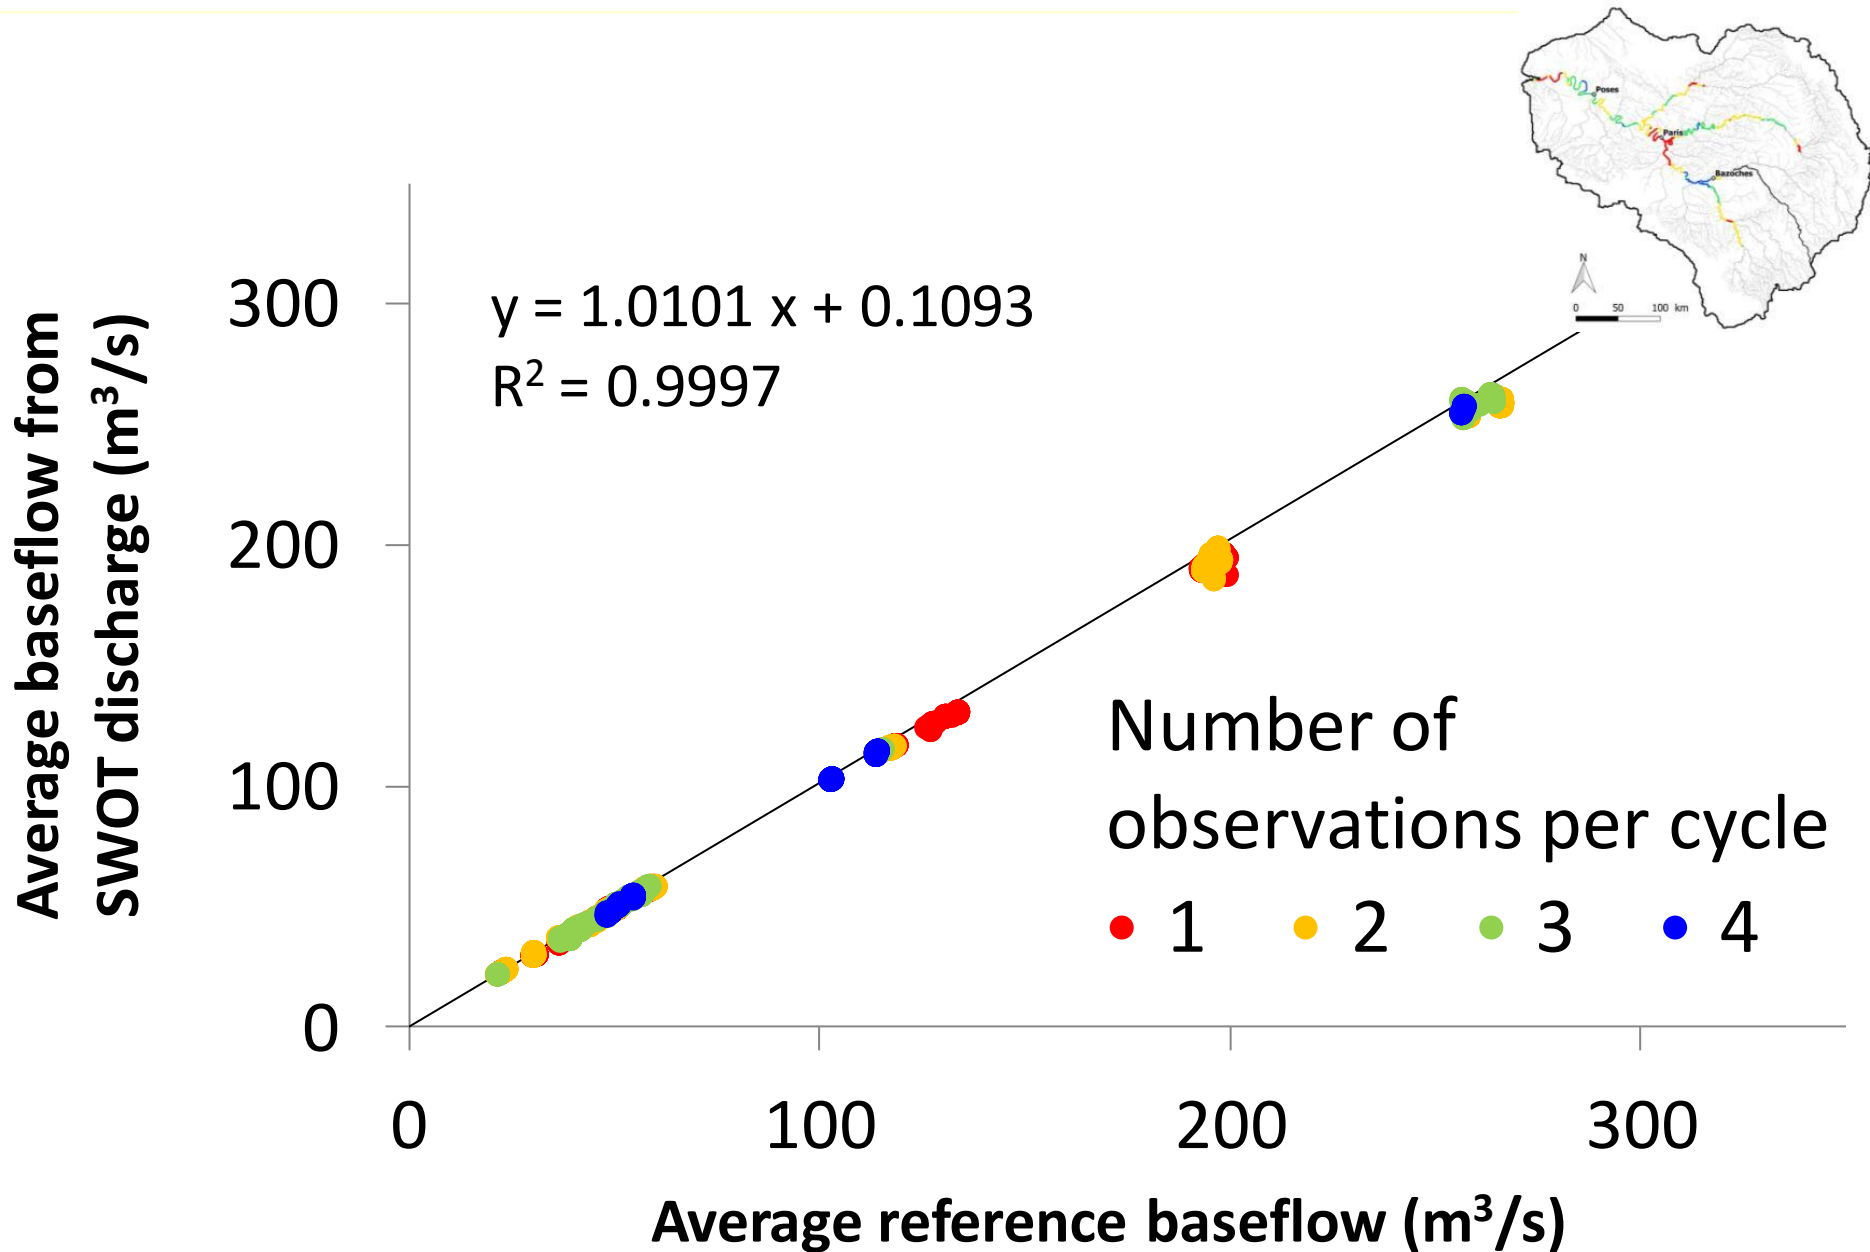 Poses
Paris
Bazoches
N
0 50 100 km
Average baseflow from
SWOT discharge (m³/s)
300
200
100
0
y = 1.0101 x + 0.1093
R² = 0.9997
Number of
observations per cycle
1 2 3 4
0 100 200 300
Average reference baseflow (m³/s)